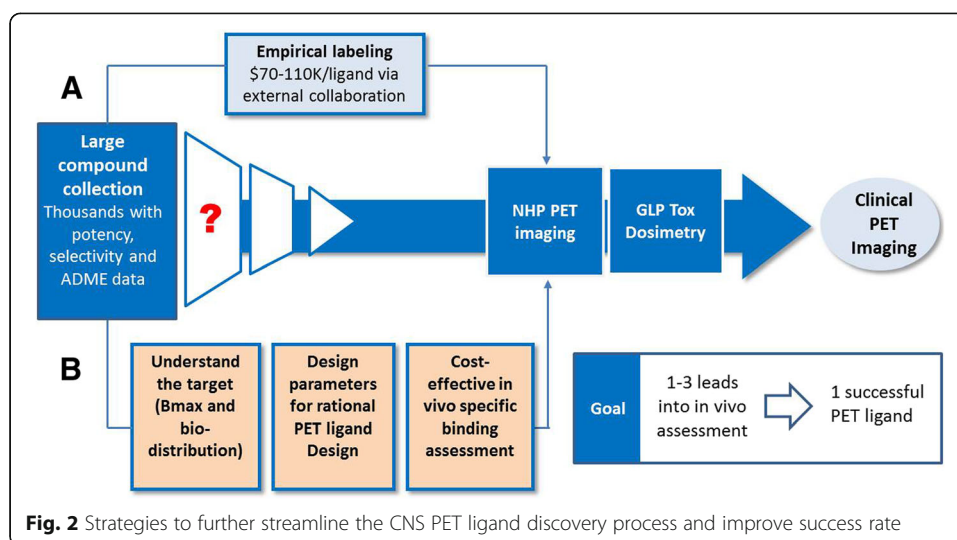 Empirical labeling
$70-110K/ligand via
external collaboration
A
Large
compound
collection
Thousands with
potency,
selectivity and
ADME data
?
NHP PET
imaging
GLP Tox
Dosimetry
Clinical
PET
Imaging
B
Understand
the target
(Bmax and
bio-
distribution)
Design
parameters
for rational
PET ligand
Design
Cost-
effective in
vivo specific
binding
assessment
Goal
1-3 leads
into in vivo
assessment
1 successful
PET ligand
Fig. 2 Strategies to further streamline the CNS PET ligand discovery process and improve success rate